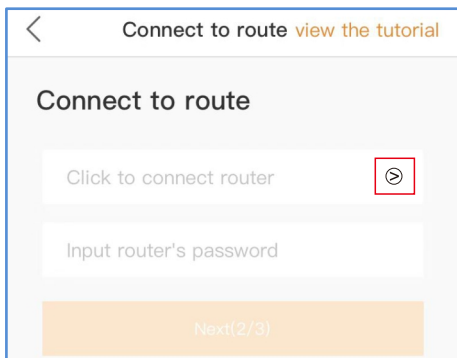 Connect to route view the tutorial
Connect to route
Click to connect router
Input router's password
Next(2/3)